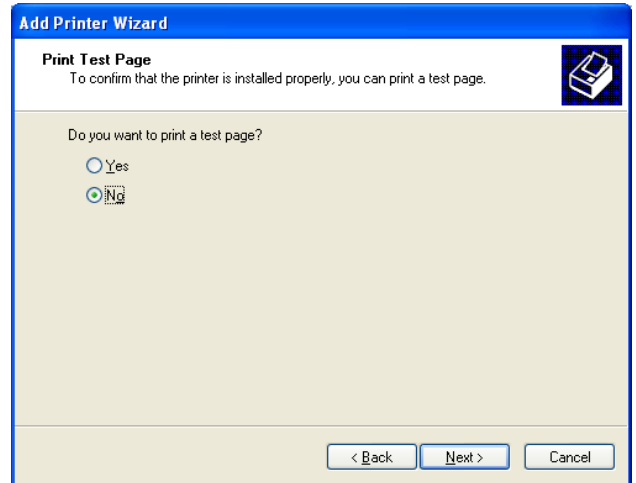 Add Printer Wizard
Print Test Page
To confirm that the printer is installed properly, you can print a test page.
Do you want to print a test page?
Yes
No
< Back
Next >
Cancel